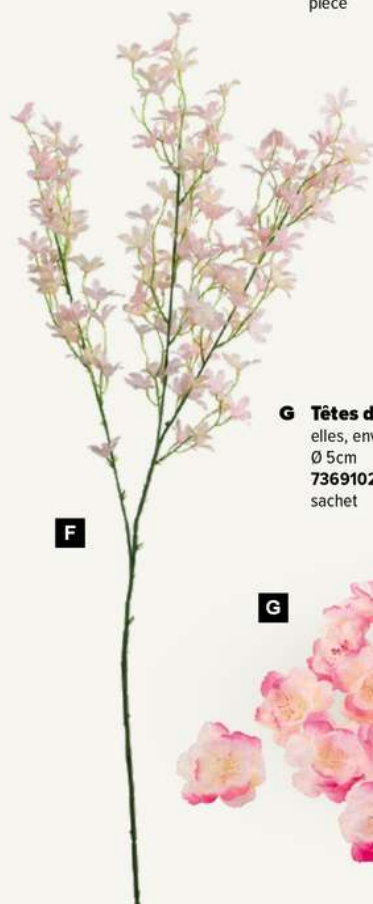 pièce
G Têtes d
elles, env
Ø 5cm
7369102
sachet
F
G